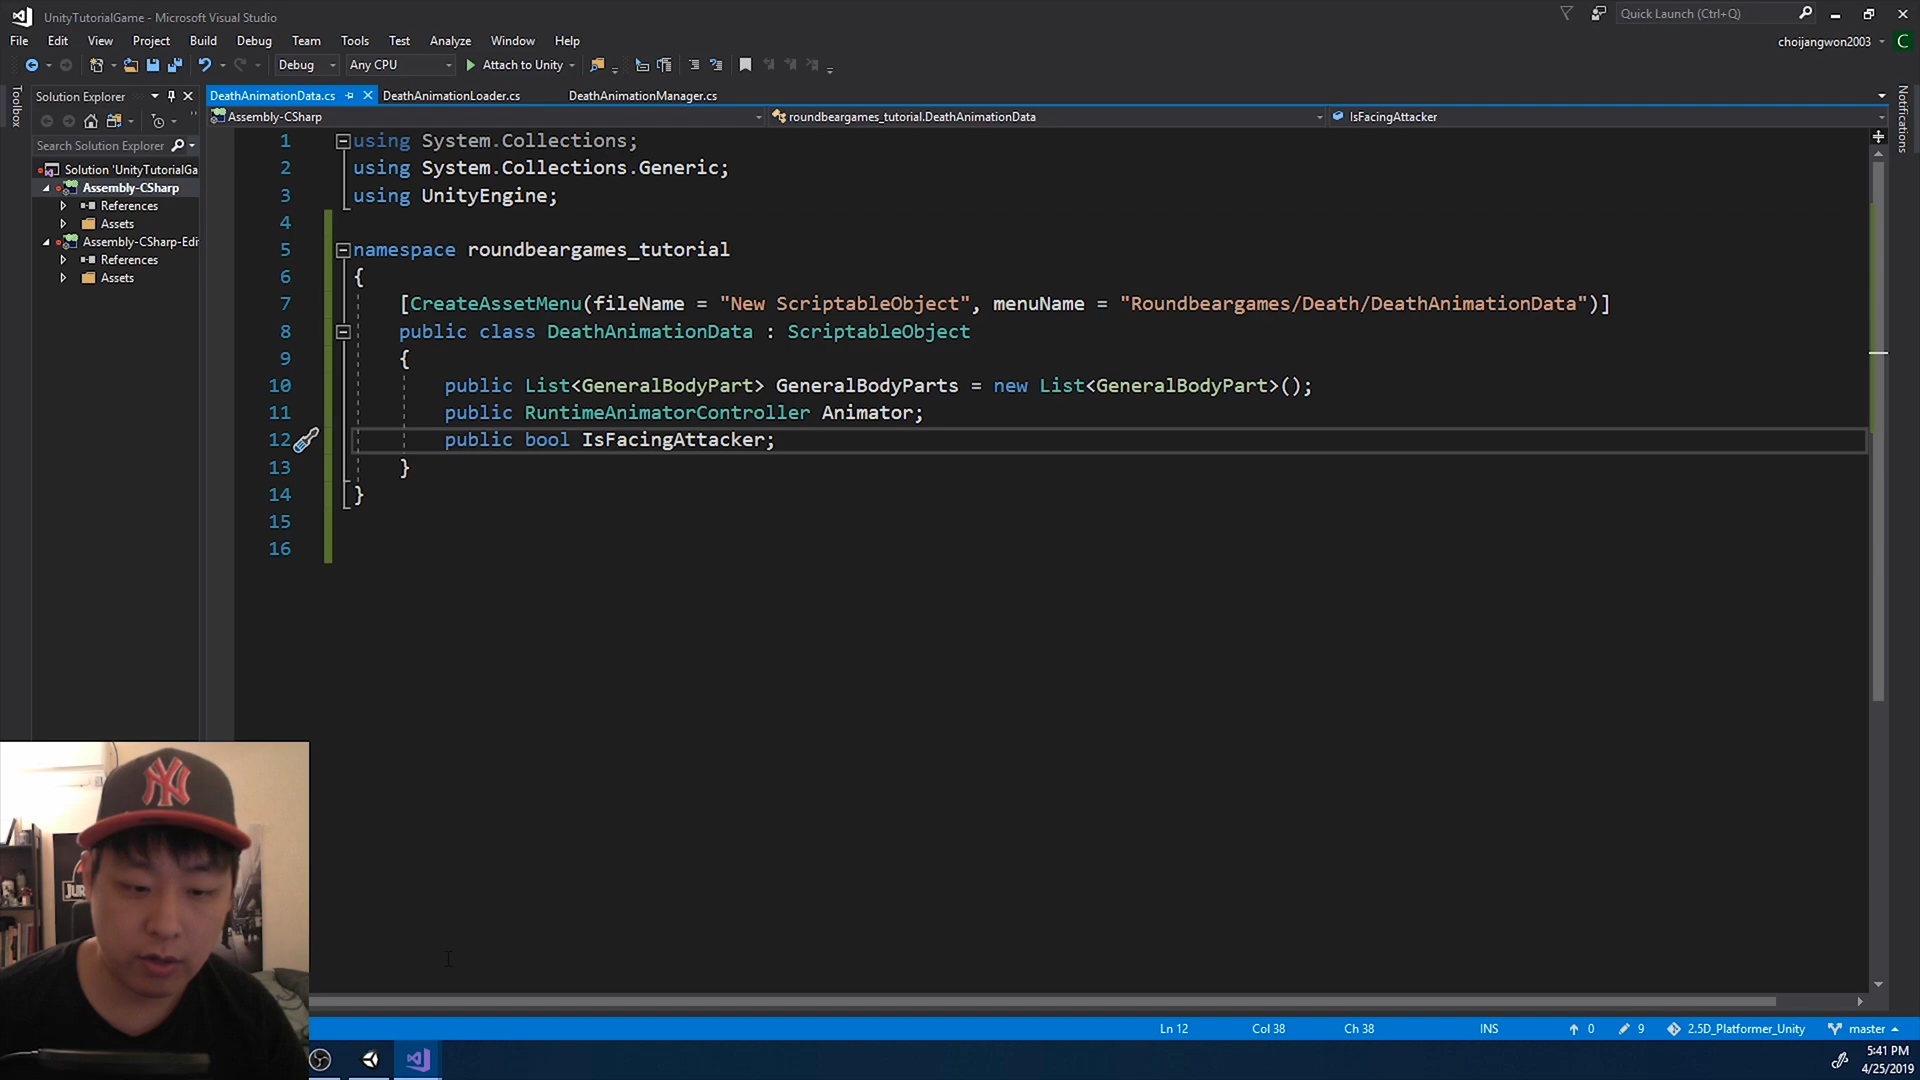 UnityTutorialGame - Microsoft Visual Studio
Quick Launch (Ctrl+Q)
File Edit View Project Build Debug Team Tools Test Analyze Window Help
choijangwon2003
C
Debug
Any CPU
Attach to Unity
Toolbox
Solution Explorer
DeathAnimationData.cs
DeathAnimationLoader.cs
DeathAnimationManager.cs
Notifications
Assembly-CSharp
roundbeargames_tutorial.DeathAnimationData
IsFacingAttacker
Search Solution Explorer
Solution 'UnityTutorialGa
Assembly-CSharp
References
Assets
Assembly-CSharp-Edi
References
Assets
1 using System.Collections;
2 using System.Collections.Generic;
3 using UnityEngine;
4
5 namespace roundbeargames_tutorial
6 {
7 [CreateAssetMenu(fileName = "New ScriptableObject", menuName = "Roundbeargames/Death/DeathAnimationData")]
8 public class DeathAnimationData : ScriptableObject
9 {
10 public List<GeneralBodyPart> GeneralBodyParts = new List<GeneralBodyPart>();
11 public RuntimeAnimatorController Animator;
12 public bool IsFacingAttacker;
13 }
14 }
15
16
NY
Ln 12
Col 38
Ch 38
INS
0
9
2.5D_Platformer_Unity
master
5:41 PM
4/25/2019